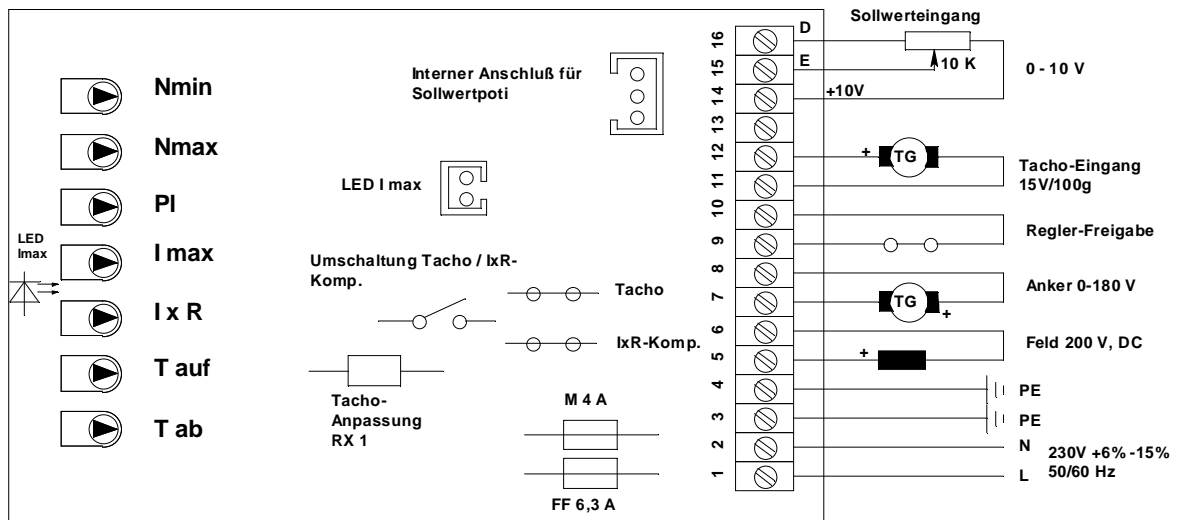 Nmin
Nmax
PI
LED
Imax
I max
I x R
T auf
T ab
Interner Anschluß für
Sollwertpoti
LED I max
Umschaltung Tacho / IxR-
Komp.
Tacho
IxR-Komp.
Tacho-
Anpassung
RX 1
M 4 A
FF 6,3 A
16
15
14
13
12
11
10
9
8
7
6
5
4
3
2
1
Sollwerteingang
D
E
10 K
+10V
0 - 10 V
+
TG
Tacho-Eingang
15V/100g
Regler-Freigabe
Anker 0-180 V
TG
+
Feld 200 V, DC
+
PE
PE
N
L
230V +6% -15%
50/60 Hz